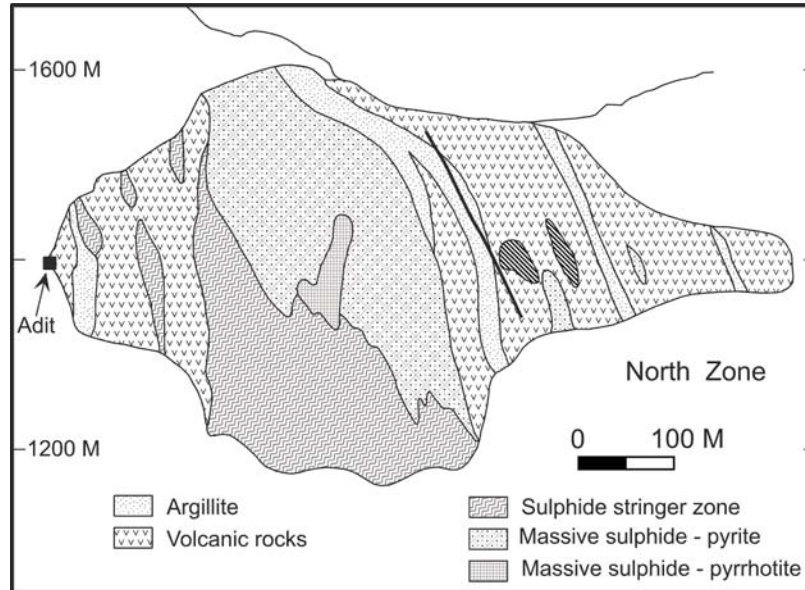 1600 M
Adit
North Zone
1200 M
0 100 M
Argillite
Volcanic rocks
Sulphide stringer zone
Massive sulphide - pyrite
Massive sulphide - pyrrhotite